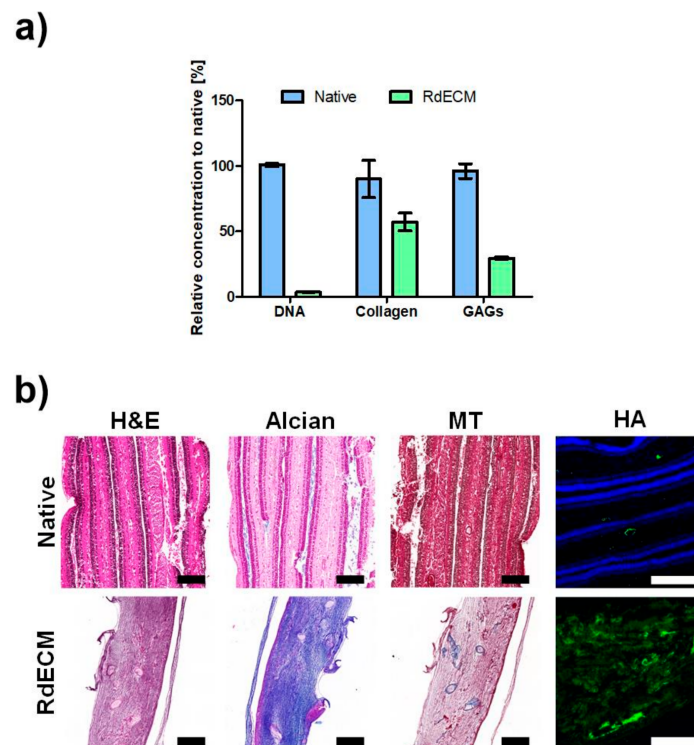 a)
Relative concentration to native [%]
Native RdECM
150
100
50
0
DNA Collagen GAGs
b)
H&E Alcian MT HA
Native
RdECM